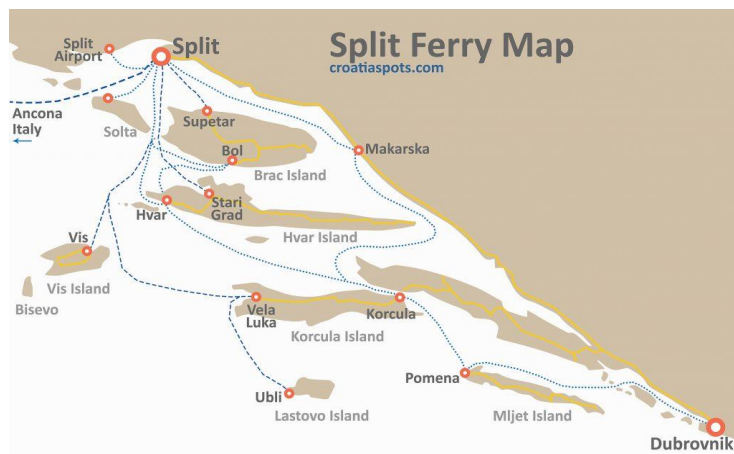 Split Ferry Map
croatiaspots.com
Split
Airport
Split
Ancona
Italy
Solta
Supetar
Bol
Brac Island
Makarska
Hvar
Stari
Grad
Hvar Island
Vis
Vis Island
Bisevo
Vela
Luka
Korcula
Korcula Island
Pomena
Ubli
Lastovo Island
Mljet Island
Dubrovnik